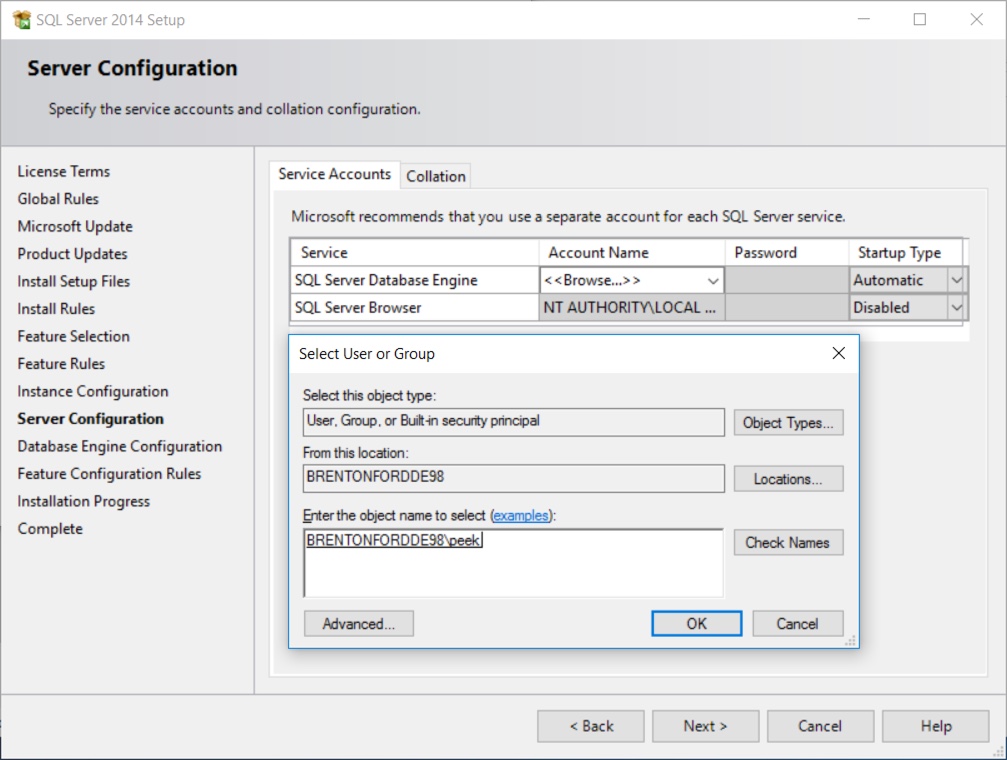 SQL Server 2014 Setup
Server Configuration
Specify the service accounts and collation configuration.
License Terms
Global Rules
Microsoft Update
Product Updates
Install Setup Files
Install Rules
Feature Selection
Feature Rules
Instance Configuration
Server Configuration
Database Engine Configuration
Feature Configuration Rules
Installation Progress
Complete
Service Accounts Collation
Microsoft recommends that you use a separate account for each SQL Server service.
Service Account Name Password Startup Type
SQL Server Database Engine <<Browse...>> Automatic
SQL Server Browser NT AUTHORITY\LOCAL ... Disabled
Select User or Group
Select this object type:
User, Group, or Built-in security principal Object Types...
From this location:
BRENTONFORDDE98 Locations...
Enter the object name to select (examples):
BRENTONFORDDE98\peek Check Names
Advanced... OK Cancel
< Back Next > Cancel Help